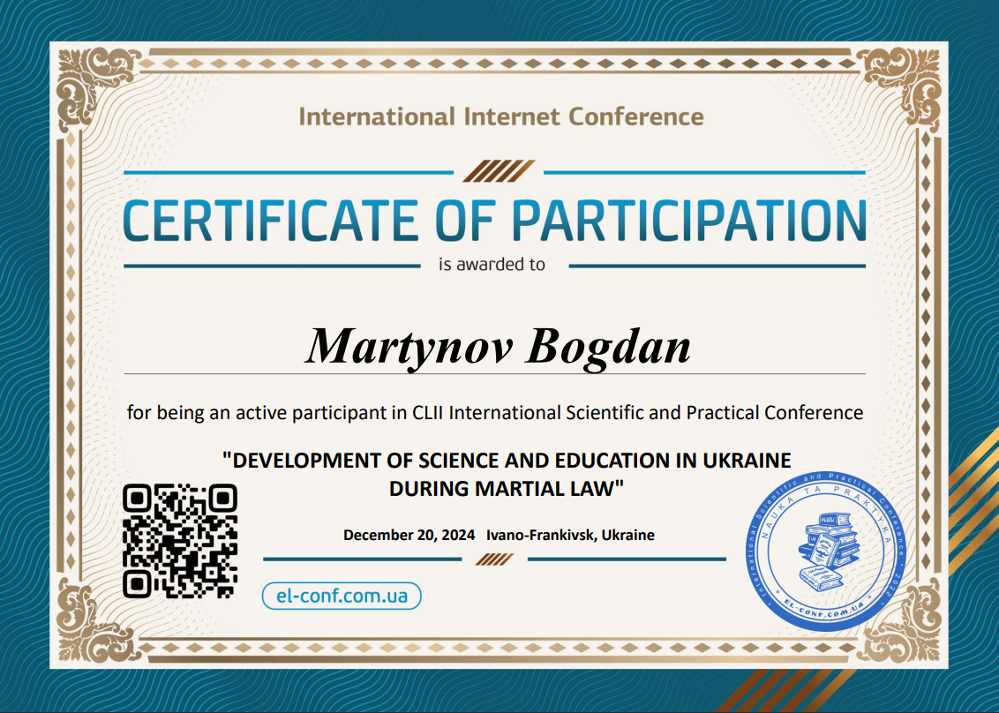 International Internet Conference
CERTIFICATE OF PARTICIPATION
is awarded to
Martynov Bogdan
for being an active participant in CLII International Scientific and Practical Conference
"DEVELOPMENT OF SCIENCE AND EDUCATION IN UKRAINE
DURING MARTIAL LAW"
December 20, 2024 Ivano-Frankivsk, Ukraine
el-conf.com.ua
International Scientific and Practical Conference * 2022 *
NAUKA TA PRAKTYKA
* EL-CONF.COM.UA *